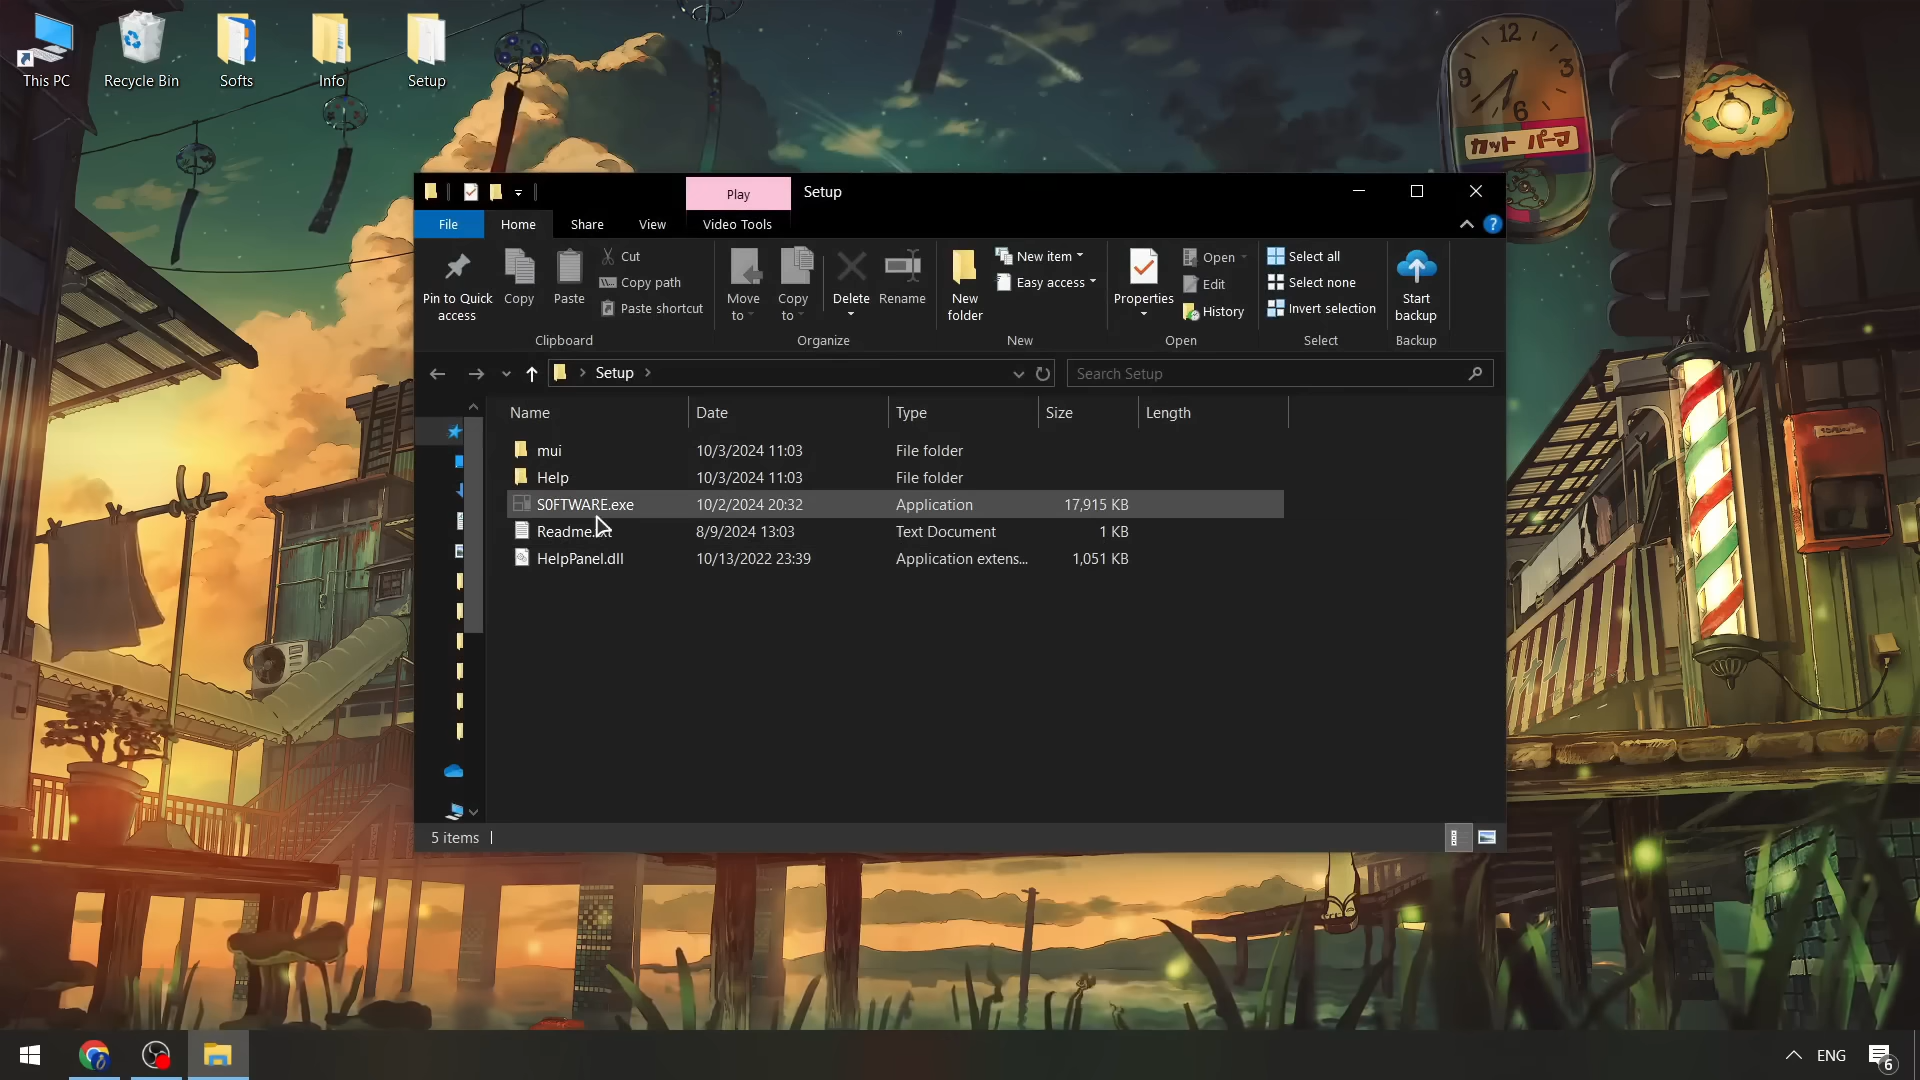 This PC
Recycle Bin
Softs
Info
Setup
12
3
6
9
カット パーマ
Play
Setup
File
Home
Share
View
Video Tools
Pin to Quick access
Copy
Paste
Cut
Copy path
Paste shortcut
Clipboard
Move to
Copy to
Delete
Rename
Organize
New folder
New item
Easy access
New
Properties
Open
Edit
History
Open
Select all
Select none
Invert selection
Select
Start backup
Backup
Setup
Search Setup
Name Date Type Size Length
mui 10/3/2024 11:03 File folder
Help 10/3/2024 11:03 File folder
S0FTWARE.exe 10/2/2024 20:32 Application 17,915 KB
Readme.txt 8/9/2024 13:03 Text Document 1 KB
HelpPanel.dll 10/13/2022 23:39 Application extens... 1,051 KB
5 items
ENG
6